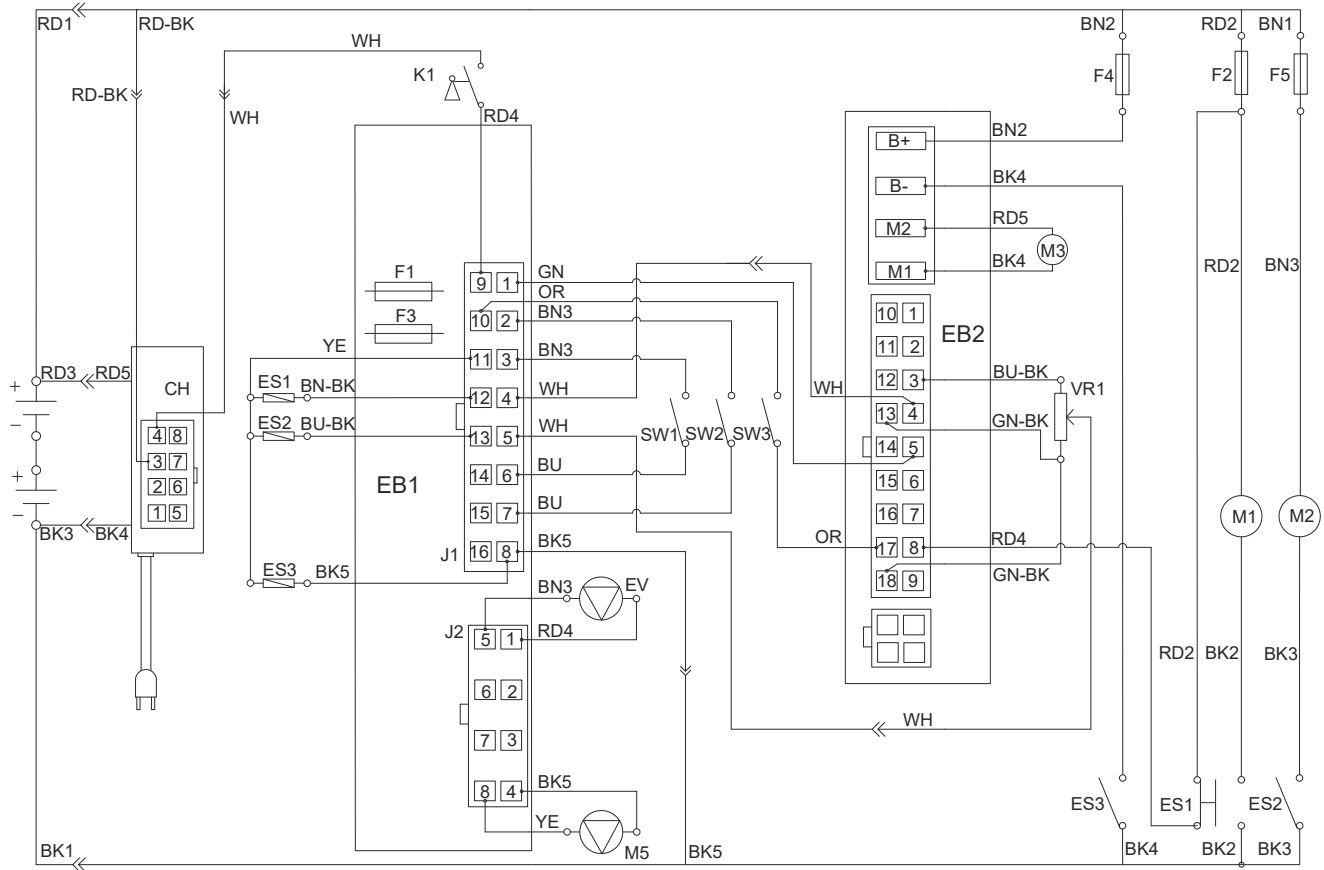 RD1 RD-BK BN2 RD2 BN1
WH
K1 F4 F2 F5
RD-BK
WH RD4
BN2
B+
BK4
B-
RD5
M2 M3
BK4
M1
RD2 BN3
F1 9 1 GN
OR
F3 10 2 BN3
10 1
EB2
11 2
YE 11 3 BN3
RD3 RD5 CH
+
−
ES1 BN-BK 12 4 WH
12 3 BU-BK VR1
WH
13 4 GN-BK
ES2 BU-BK 13 5 WH
4 8
SW1 SW2 SW3
14 5
3 7
+
−
2 6
EB1 14 6 BU
15 6
1 5
15 7 BU
16 7
M1 M2
BK3 BK4
J1 16 8 BK5
OR 17 8 RD4
ES3 BK5
18 9 GN-BK
BN3 EV
J2 5 1 RD4
RD2 BK2 BK3
6 2
WH
7 3
8 4 BK5
YE M5
ES3 ES1 ES2
BK1 BK5 BK4 BK2 BK3